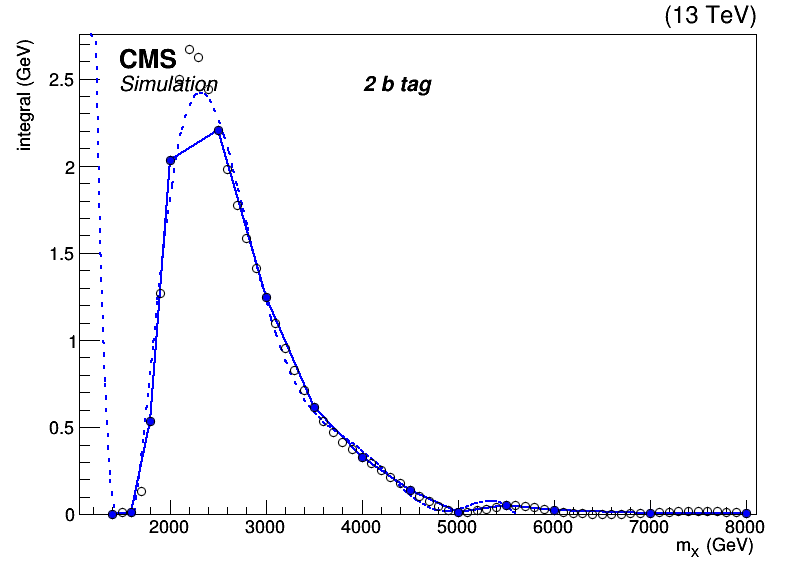 (13 TeV)
CMS
Simulation
2 b tag
integral (GeV)
2.5
2
1.5
1
0.5
0
2000 3000 4000 5000 6000 7000 8000
mX (GeV)